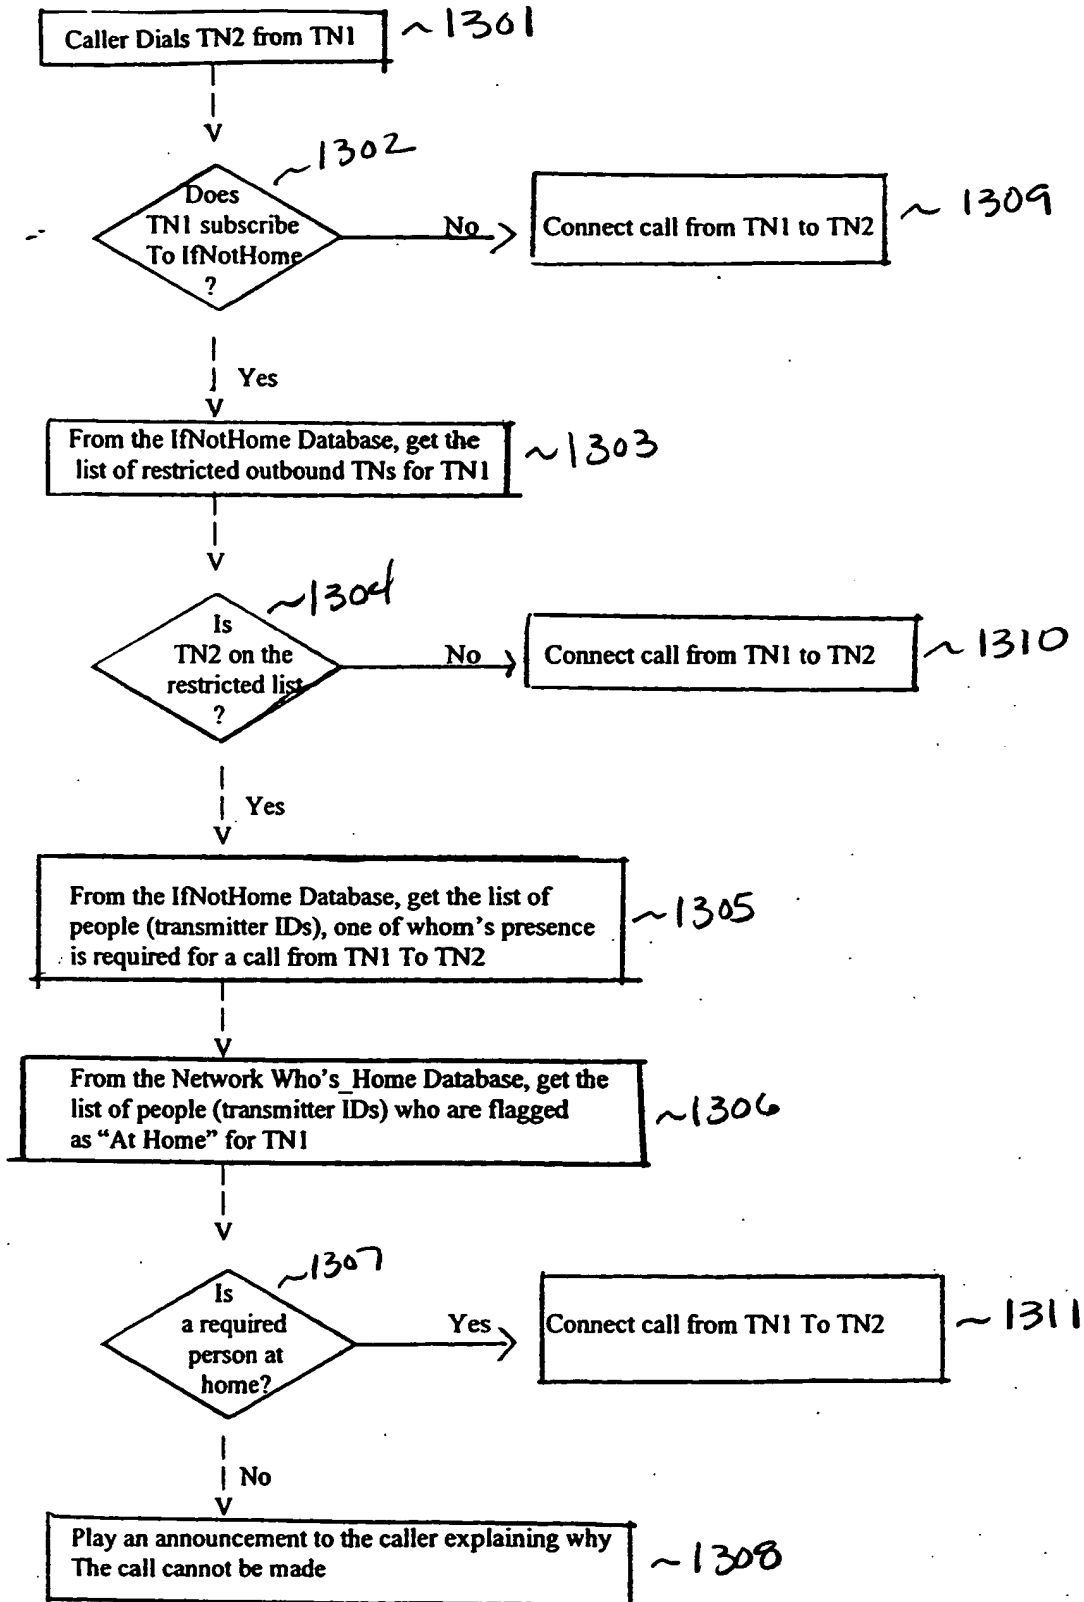 Caller Dials TN2 from TN1
~1301
~1302
Does
TN1 subscribe
To IfNotHome
?
No
Connect call from TN1 to TN2
~ 1309
Yes
From the IfNotHome Database, get the
list of restricted outbound TNs for TN1
~1303
~1304
Is
TN2 on the
restricted list
?
No
Connect call from TN1 to TN2
~ 1310
Yes
From the IfNotHome Database, get the list of
people (transmitter IDs), one of whom's presence
is required for a call from TN1 To TN2
~1305
From the Network Who's_Home Database, get the
list of people (transmitter IDs) who are flagged
as "At Home" for TN1
~1306
~1307
Is
a required
person at
home?
Yes
Connect call from TN1 To TN2
~ 1311
No
Play an announcement to the caller explaining why
The call cannot be made
~1308